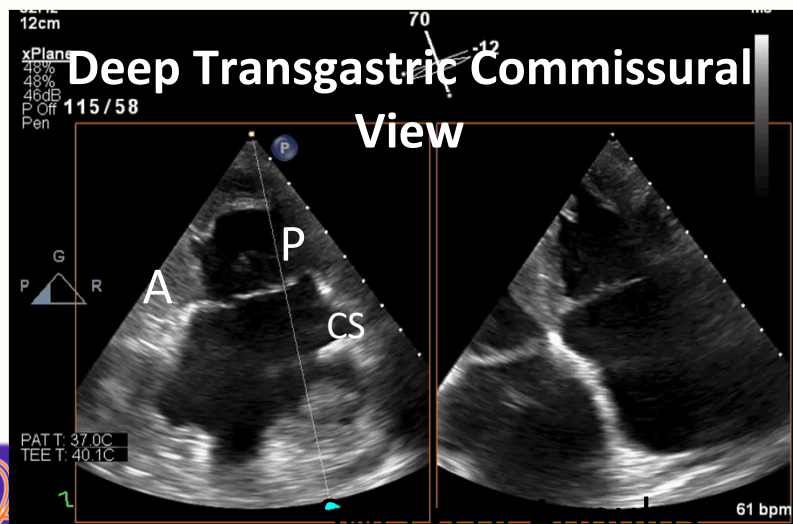 12cm
70
-12
xPlane
48%
48%
46dB
P Off 115/58
Pen
Deep Transgastric Commissural
View
P
G
P R
P
A
CS
PAT T: 37.0C
TEE T: 40.1C
61 bpm